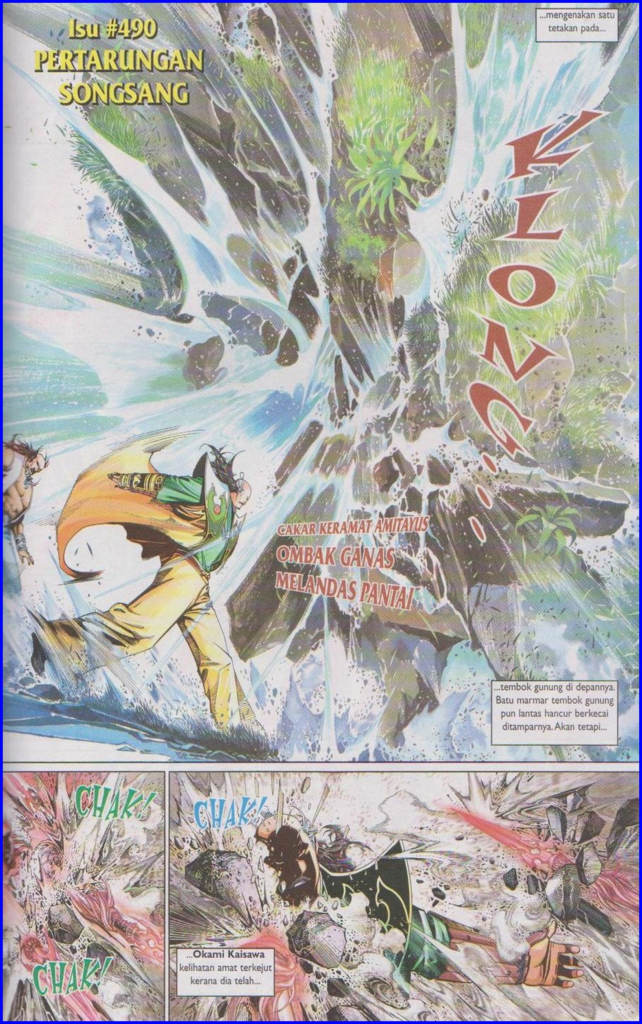 Isu #490
PERTARUNGAN
SONGSANG
...mengenakan satu
tetakan pada...
KLONG...
CAKAR KERAMAT AMITAYUS
OMBAK GANAS
MELANDAS PANTAI
...tembok gunung di depannya.
Batu marmar tembok gunung
pun lantas hancur berkecai
ditamparnya. Akan tetapi...
CHAK!
CHAK!
CHAK!
...Okami Kaisawa
kelihatan amat terkejut
kerana dia telah...